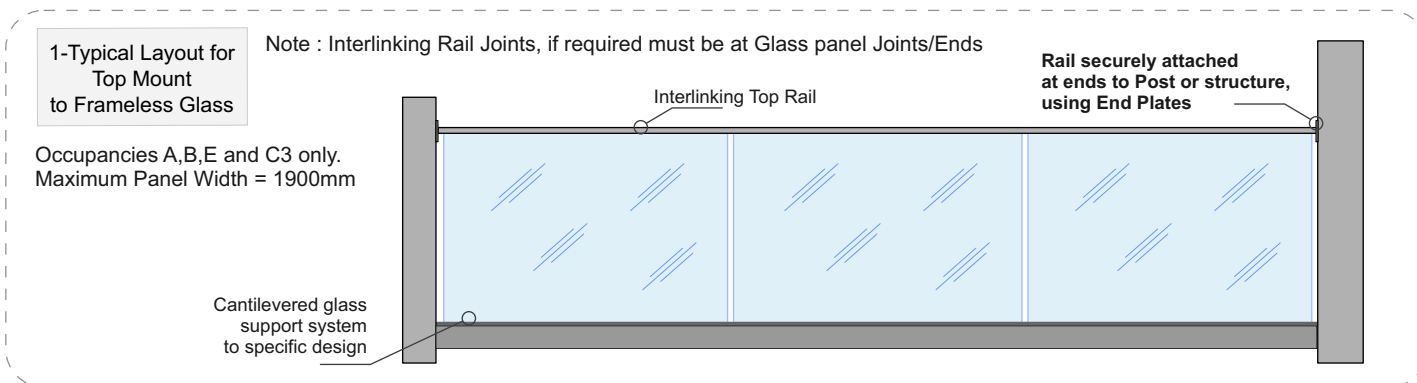 1-Typical Layout for
Top Mount
to Frameless Glass
Note : Interlinking Rail Joints, if required must be at Glass panel Joints/Ends
Rail securely attached
at ends to Post or structure,
using End Plates
Interlinking Top Rail
Occupancies A,B,E and C3 only.
Maximum Panel Width = 1900mm
Cantilevered glass
support system
to specific design